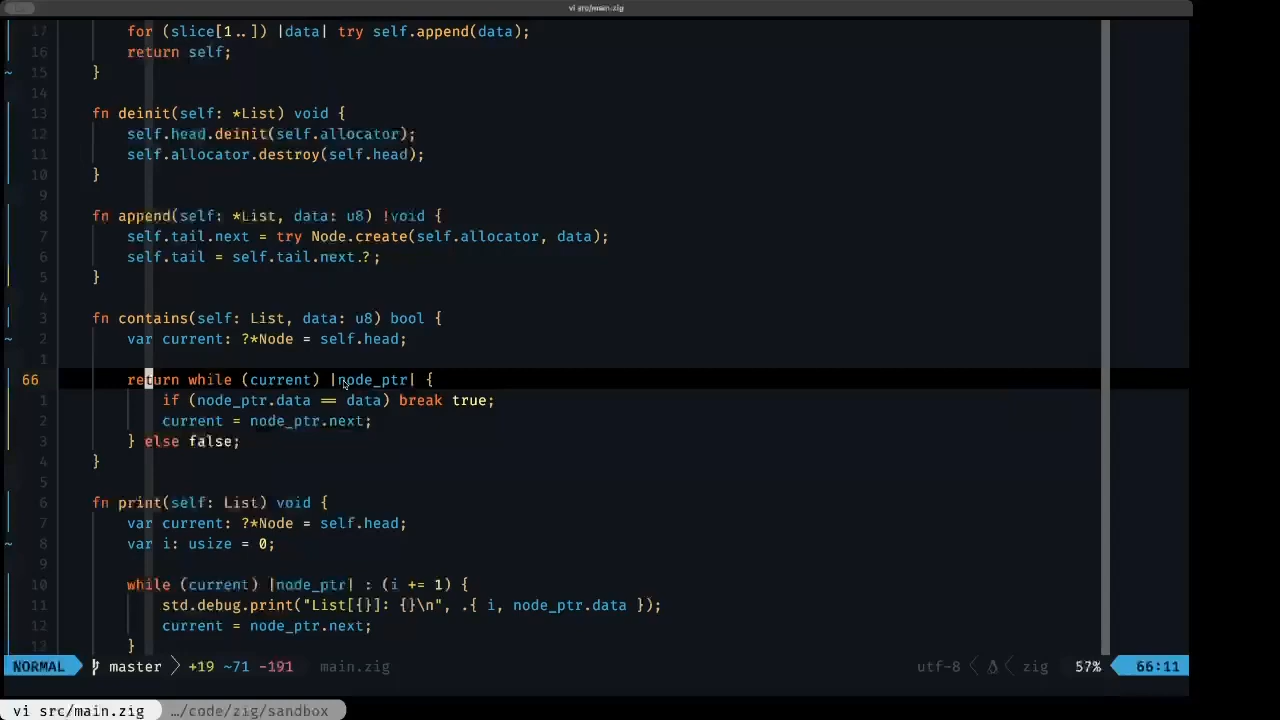 vi src/main.zig
17 for (slice[1..]) |data| try self.append(data);
16 return self;
~ 15 }
14
13 fn deinit(self: *List) void {
12 self.head.deinit(self.allocator);
11 self.allocator.destroy(self.head);
10 }
9
8 fn append(self: *List, data: u8) !void {
7 self.tail.next = try Node.create(self.allocator, data);
6 self.tail = self.tail.next.?;
5 }
4
3 fn contains(self: List, data: u8) bool {
~ 2 var current: ?*Node = self.head;
1
66 return while (current) |node_ptr| {
1 if (node_ptr.data == data) break true;
2 current = node_ptr.next;
3 } else false;
4 }
5
6 fn print(self: List) void {
7 var current: ?*Node = self.head;
~ 8 var i: usize = 0;
9
10 while (current) |node_ptr| : (i += 1) {
11 std.debug.print("List[{}]: {}\n", .{ i, node_ptr.data });
12 current = node_ptr.next;
13 }
NORMAL master +19 ~71 -191 main.zig utf-8 zig 57% 66:11
vi src/main.zig …/code/zig/sandbox